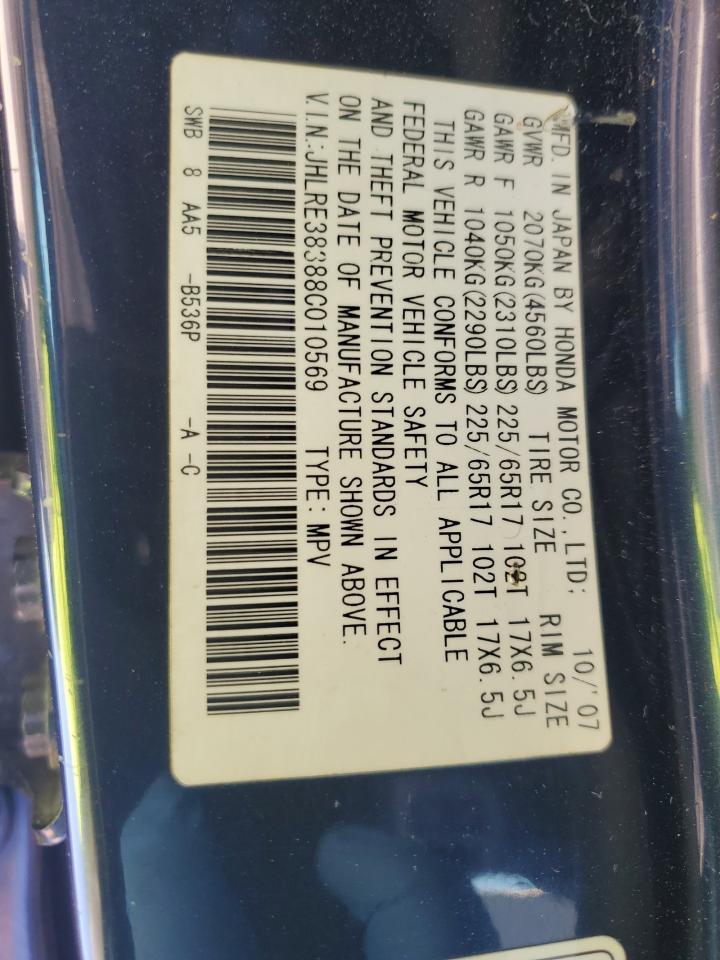 MFD. IN JAPAN BY HONDA MOTOR CO.,LTD: 10/'07
GVWR 2070KG(4560LBS) TIRE SIZE RIM SIZE
GAWR F 1050KG(2310LBS) 225/65R17 102T 17X6.5J
GAWR R 1040KG(2290LBS) 225/65R17 102T 17X6.5J
THIS VEHICLE CONFORMS TO ALL APPLICABLE
FEDERAL MOTOR VEHICLE SAFETY
AND THEFT PREVENTION STANDARDS IN EFFECT
ON THE DATE OF MANUFACTURE SHOWN ABOVE.
V.I.N.:JHLRE38388C010569 TYPE:MPV
SWB 8 AA5 -B536P -A -C